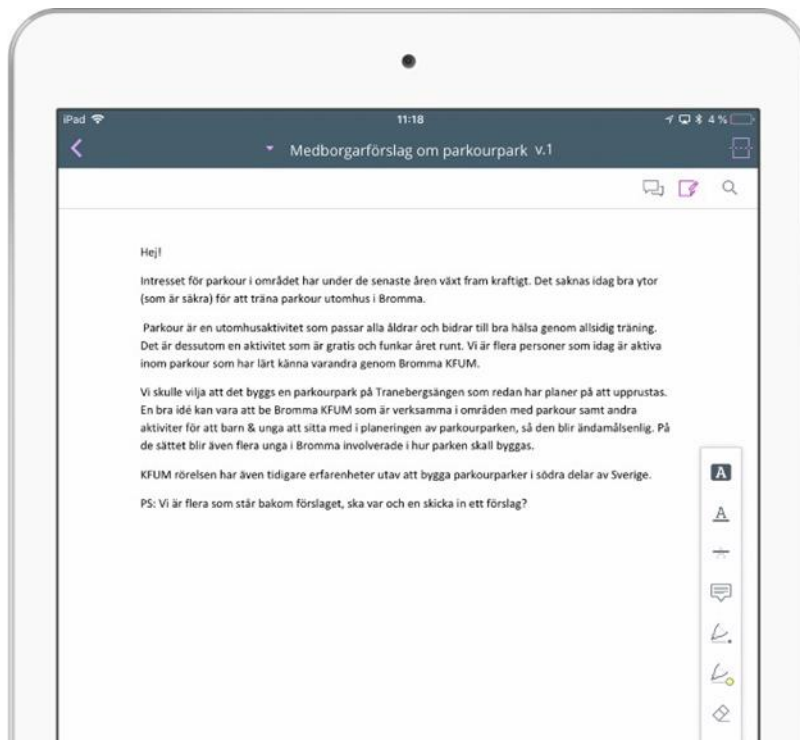 iPad
11:18
4 %
Medborgarförslag om parkourpark v.1
Hej!
Intresset för parkour i området har under de senaste åren växt fram kraftigt. Det saknas idag bra ytor
(som är säkra) för att träna parkour utomhus i Bromma.
Parkour är en utomhusaktivitet som passar alla åldrar och bidrar till bra hälsa genom allsidig träning.
Det är dessutom en aktivitet som är gratis och funkar året runt. Vi är flera personer som idag är aktiva
inom parkour som har lärt känna varandra genom Bromma KFUM.
Vi skulle vilja att det byggs en parkourpark på Tranebergsängen som redan har planer på att upprustas.
En bra idé kan vara att be Bromma KFUM som är verksamma i områden med parkour samt andra
aktiviter för att barn & unga att sitta med i planeringen av parkourparken, så den blir ändamålsenlig. På
de sättet blir även flera unga i Bromma involverade i hur parken skall byggas.
KFUM rörelsen har även tidigare erfarenheter utav att bygga parkourparker i södra delar av Sverige.
PS: Vi är flera som står bakom förslaget, ska var och en skicka in ett förslag?
A
A
A